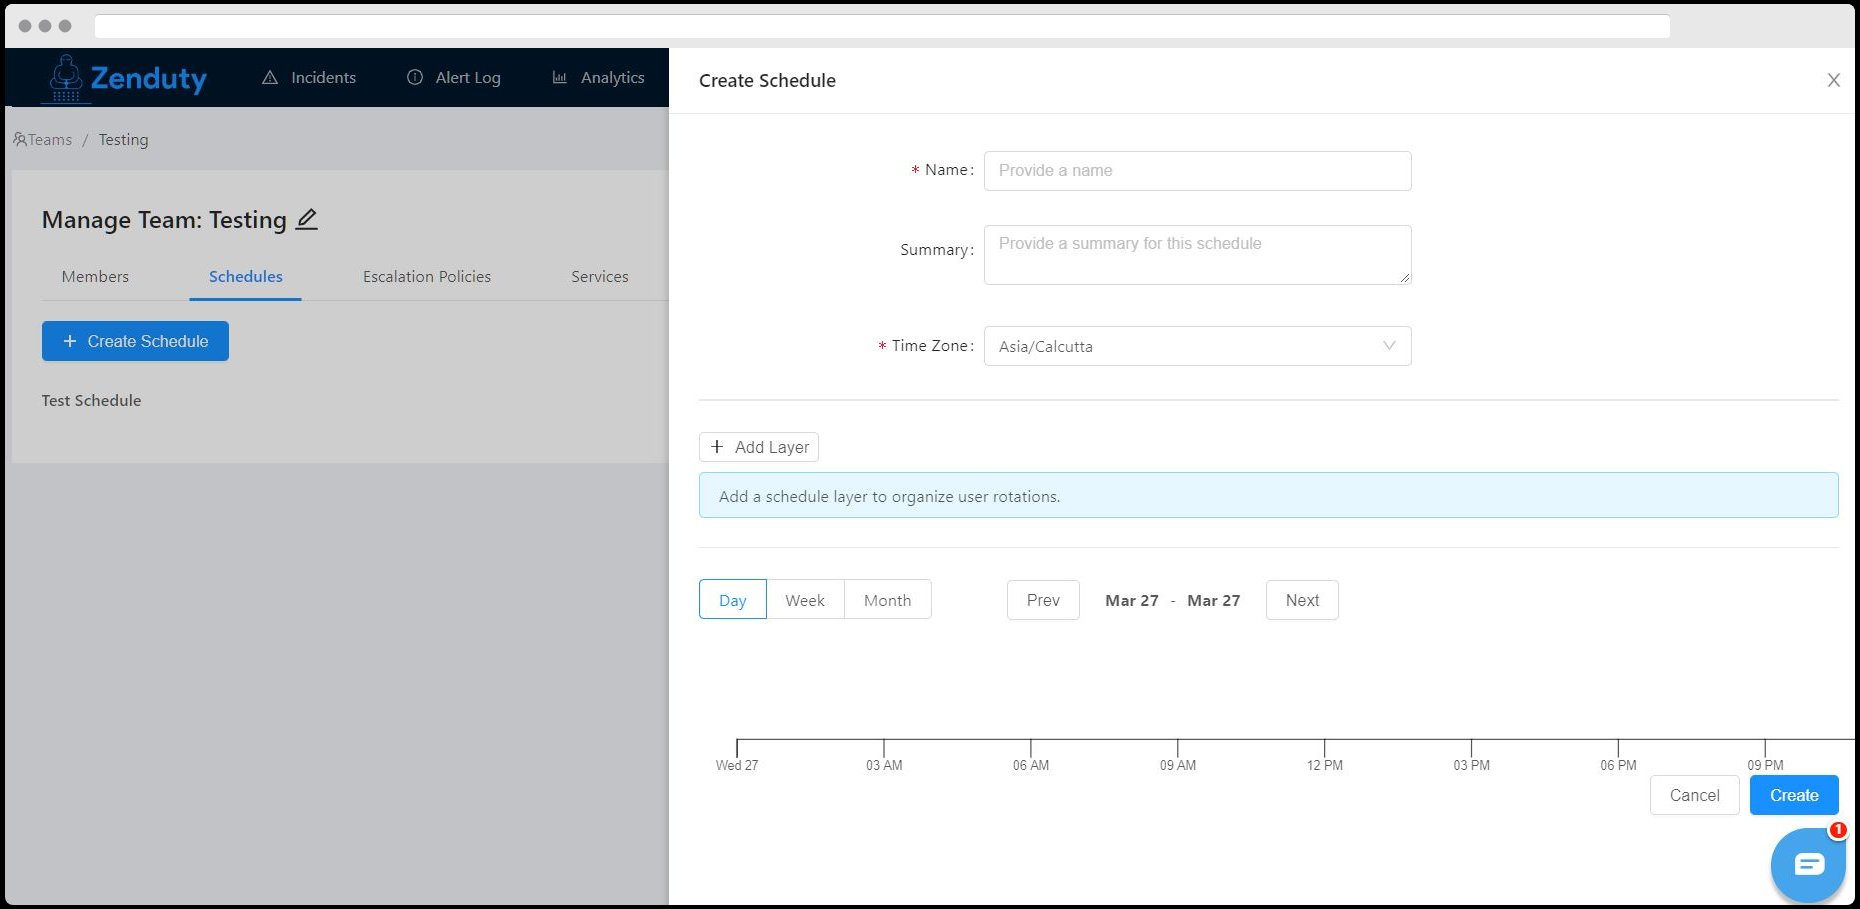 Zenduty
Incidents
Alert Log
Analytics
Teams / Testing
Manage Team: Testing
Members
Schedules
Escalation Policies
Services
+ Create Schedule
Test Schedule
Create Schedule
* Name:
Provide a name
Summary:
Provide a summary for this schedule
* Time Zone:
Asia/Calcutta
+ Add Layer
Add a schedule layer to organize user rotations.
Day
Week
Month
Prev
Mar 27 - Mar 27
Next
Wed 27
03 AM
06 AM
09 AM
12 PM
03 PM
06 PM
09 PM
Cancel
Create
1